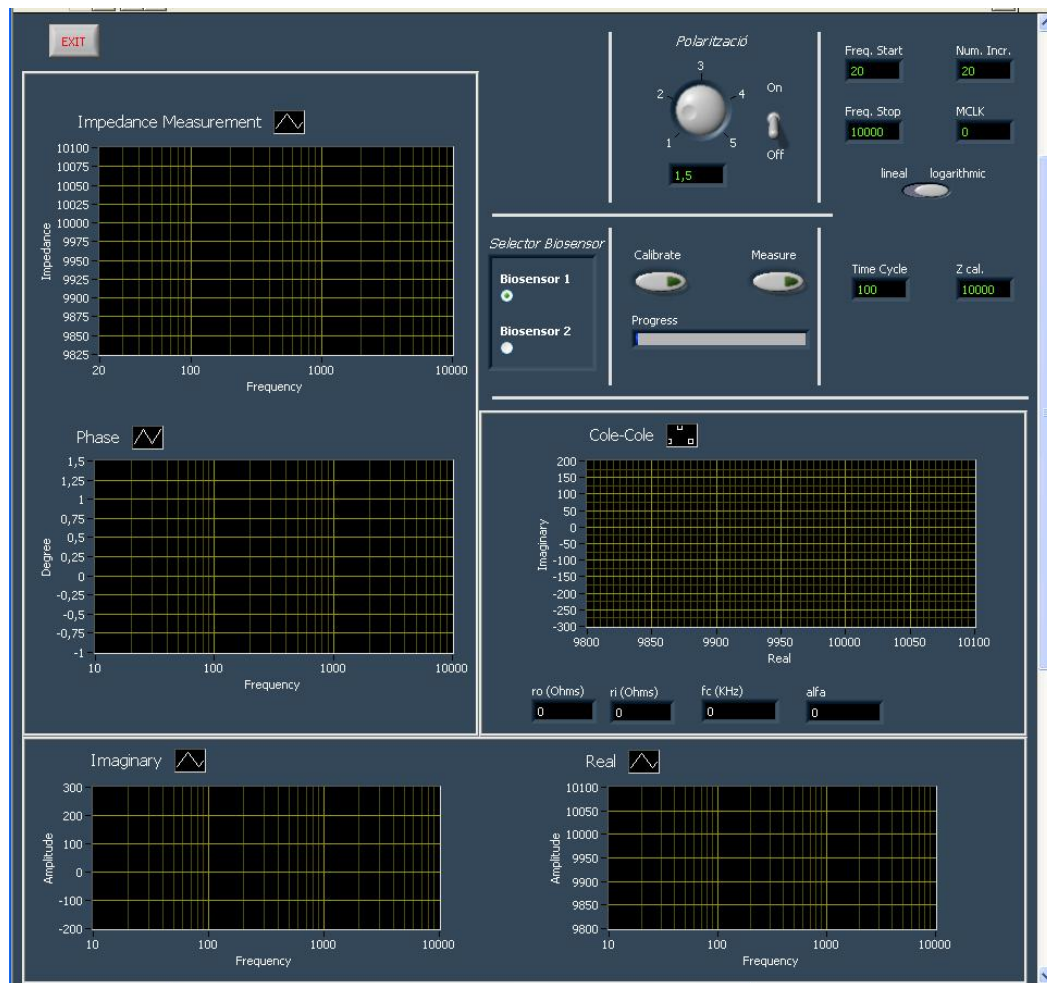 EXIT
Impedance Measurement
10100
10075
10050
10025
10000
9975
9950
9925
9900
9875
9850
9825
Impedance
20 100 1000 10000
Frequency
Phase
1,5
1,25
1
0,75
0,5
0,25
0
-0,25
-0,5
-0,75
-1
Degree
10 100 1000 10000
Frequency
Polarització
1 2 3 4 5
1,5
On
Off
Freq. Start
20
Num. Incr.
20
Freq. Stop
10000
MCLK
0
lineal logarithmic
Selector Biosensor
Biosensor 1
Biosensor 2
Calibrate
Measure
Progress
Time Cycle
100
Z cal.
10000
Cole-Cole
200
150
100
50
0
-50
-100
-150
-200
-250
-300
Imaginary
9800 9850 9900 9950 10000 10050 10100
Real
ro (Ohms)
0
ri (Ohms)
0
fc (KHz)
0
alfa
0
Imaginary
300
200
100
0
-100
-200
Amplitude
10 100 1000 10000
Frequency
Real
10100
10050
10000
9950
9900
9850
9800
Amplitude
10 100 1000 10000
Frequency